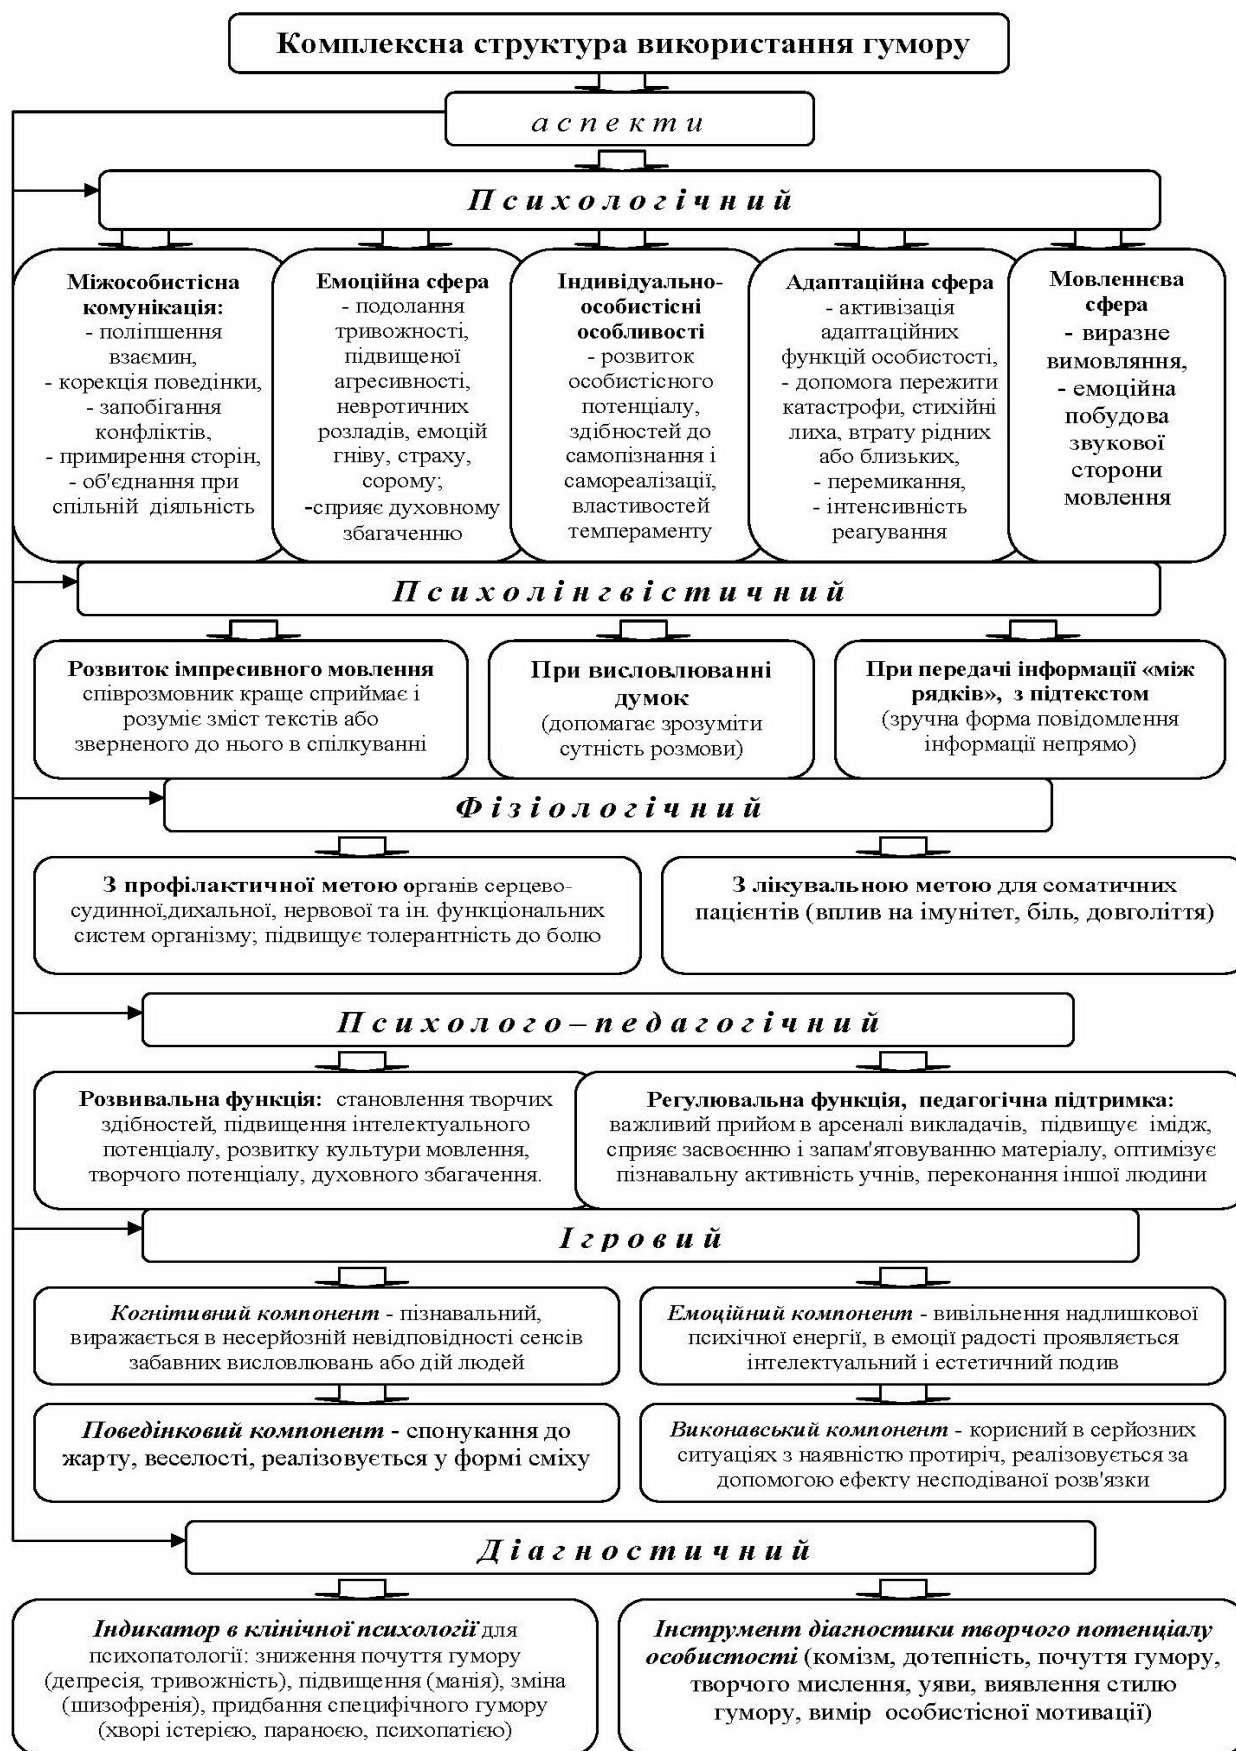 Комплексна структура використання гумору
аспекти
Психологічний
Міжособистісна
комунікація:
- поліпшення
взаємин,
- корекція поведінки,
- запобігання
конфліктів,
- примирення сторін,
- об'єднання при
спільній діяльність
Емоційна сфера
- подолання
тривожності,
підвищеної
агресивності,
невротичних
розладів, емоцій
гніву, страху,
сорому;
-сприяє духовному
збагаченню
Індивідуально-
особистісні
особливості
- розвиток
особистісного
потенціалу,
здібностей до
самопізнання і
самореалізації,
властивостей
темпераменту
Адаптаційна сфера
- активізація
адаптаційних
функцій особистості,
- допомога пережити
катастрофи, стихійні
лиха, втрату рідних
або близьких,
- перемикання,
- інтенсивність
реагування
Мовленнєва
сфера
- виразне
вимовляння,
- емоційна
побудова
звукової
сторони
мовлення
Психолінгвістичний
Розвиток імпресивного мовлення
співрозмовник краще сприймає і
розуміє зміст текстів або
зверненого до нього в спілкуванні
При висловлюванні
думок
(допомагає зрозуміти
сутність розмови)
При передачі інформації «між
рядків», з підтекстом
(зручна форма повідомлення
інформації непрямо)
Фізіологічний
З профілактичної метою органів серцево-
судинної,дихальної, нервової та ін. функціональних
систем організму; підвищує толерантність до болю
З лікувальною метою для соматичних
пацієнтів (вплив на імунітет, біль, довголіття)
Психолого–педагогічний
Розвивальна функція: становлення творчих
здібностей, підвищення інтелектуального
потенціалу, розвитку культури мовлення,
творчого потенціалу, духовного збагачення.
Регулювальна функція, педагогічна підтримка:
важливий прийом в арсеналі викладачів, підвищує імідж,
сприяє засвоєнню і запам'ятовуванню матеріалу, оптимізує
пізнавальну активність учнів, переконання іншої людини
Ігровий
Когнітивний компонент - пізнавальний,
виражається в несерйозній невідповідності сенсів
забавних висловлювань або дій людей
Емоційний компонент - вивільнення надлишкової
психічної енергії, в емоції радості проявляється
інтелектуальний і естетичний подив
Поведінковий компонент - спонукання до
жарту, веселості, реалізовується у формі сміху
Виконавський компонент - корисний в серйозних
ситуаціях з наявністю протиріч, реалізовується за
допомогою ефекту несподіваної розв'язки
Діагностичний
Індикатор в клінічної психології для
психопатології: зниження почуття гумору
(депресія, тривожність), підвищення (манія), зміна
(шизофренія), придбання специфічного гумору
(хворі істерією, параноєю, психопатією)
Інструмент діагностики творчого потенціалу
особистості (комізм, дотепність, почуття гумору,
творчого мислення, уяви, виявлення стилю
гумору, вимір особистісної мотивації)